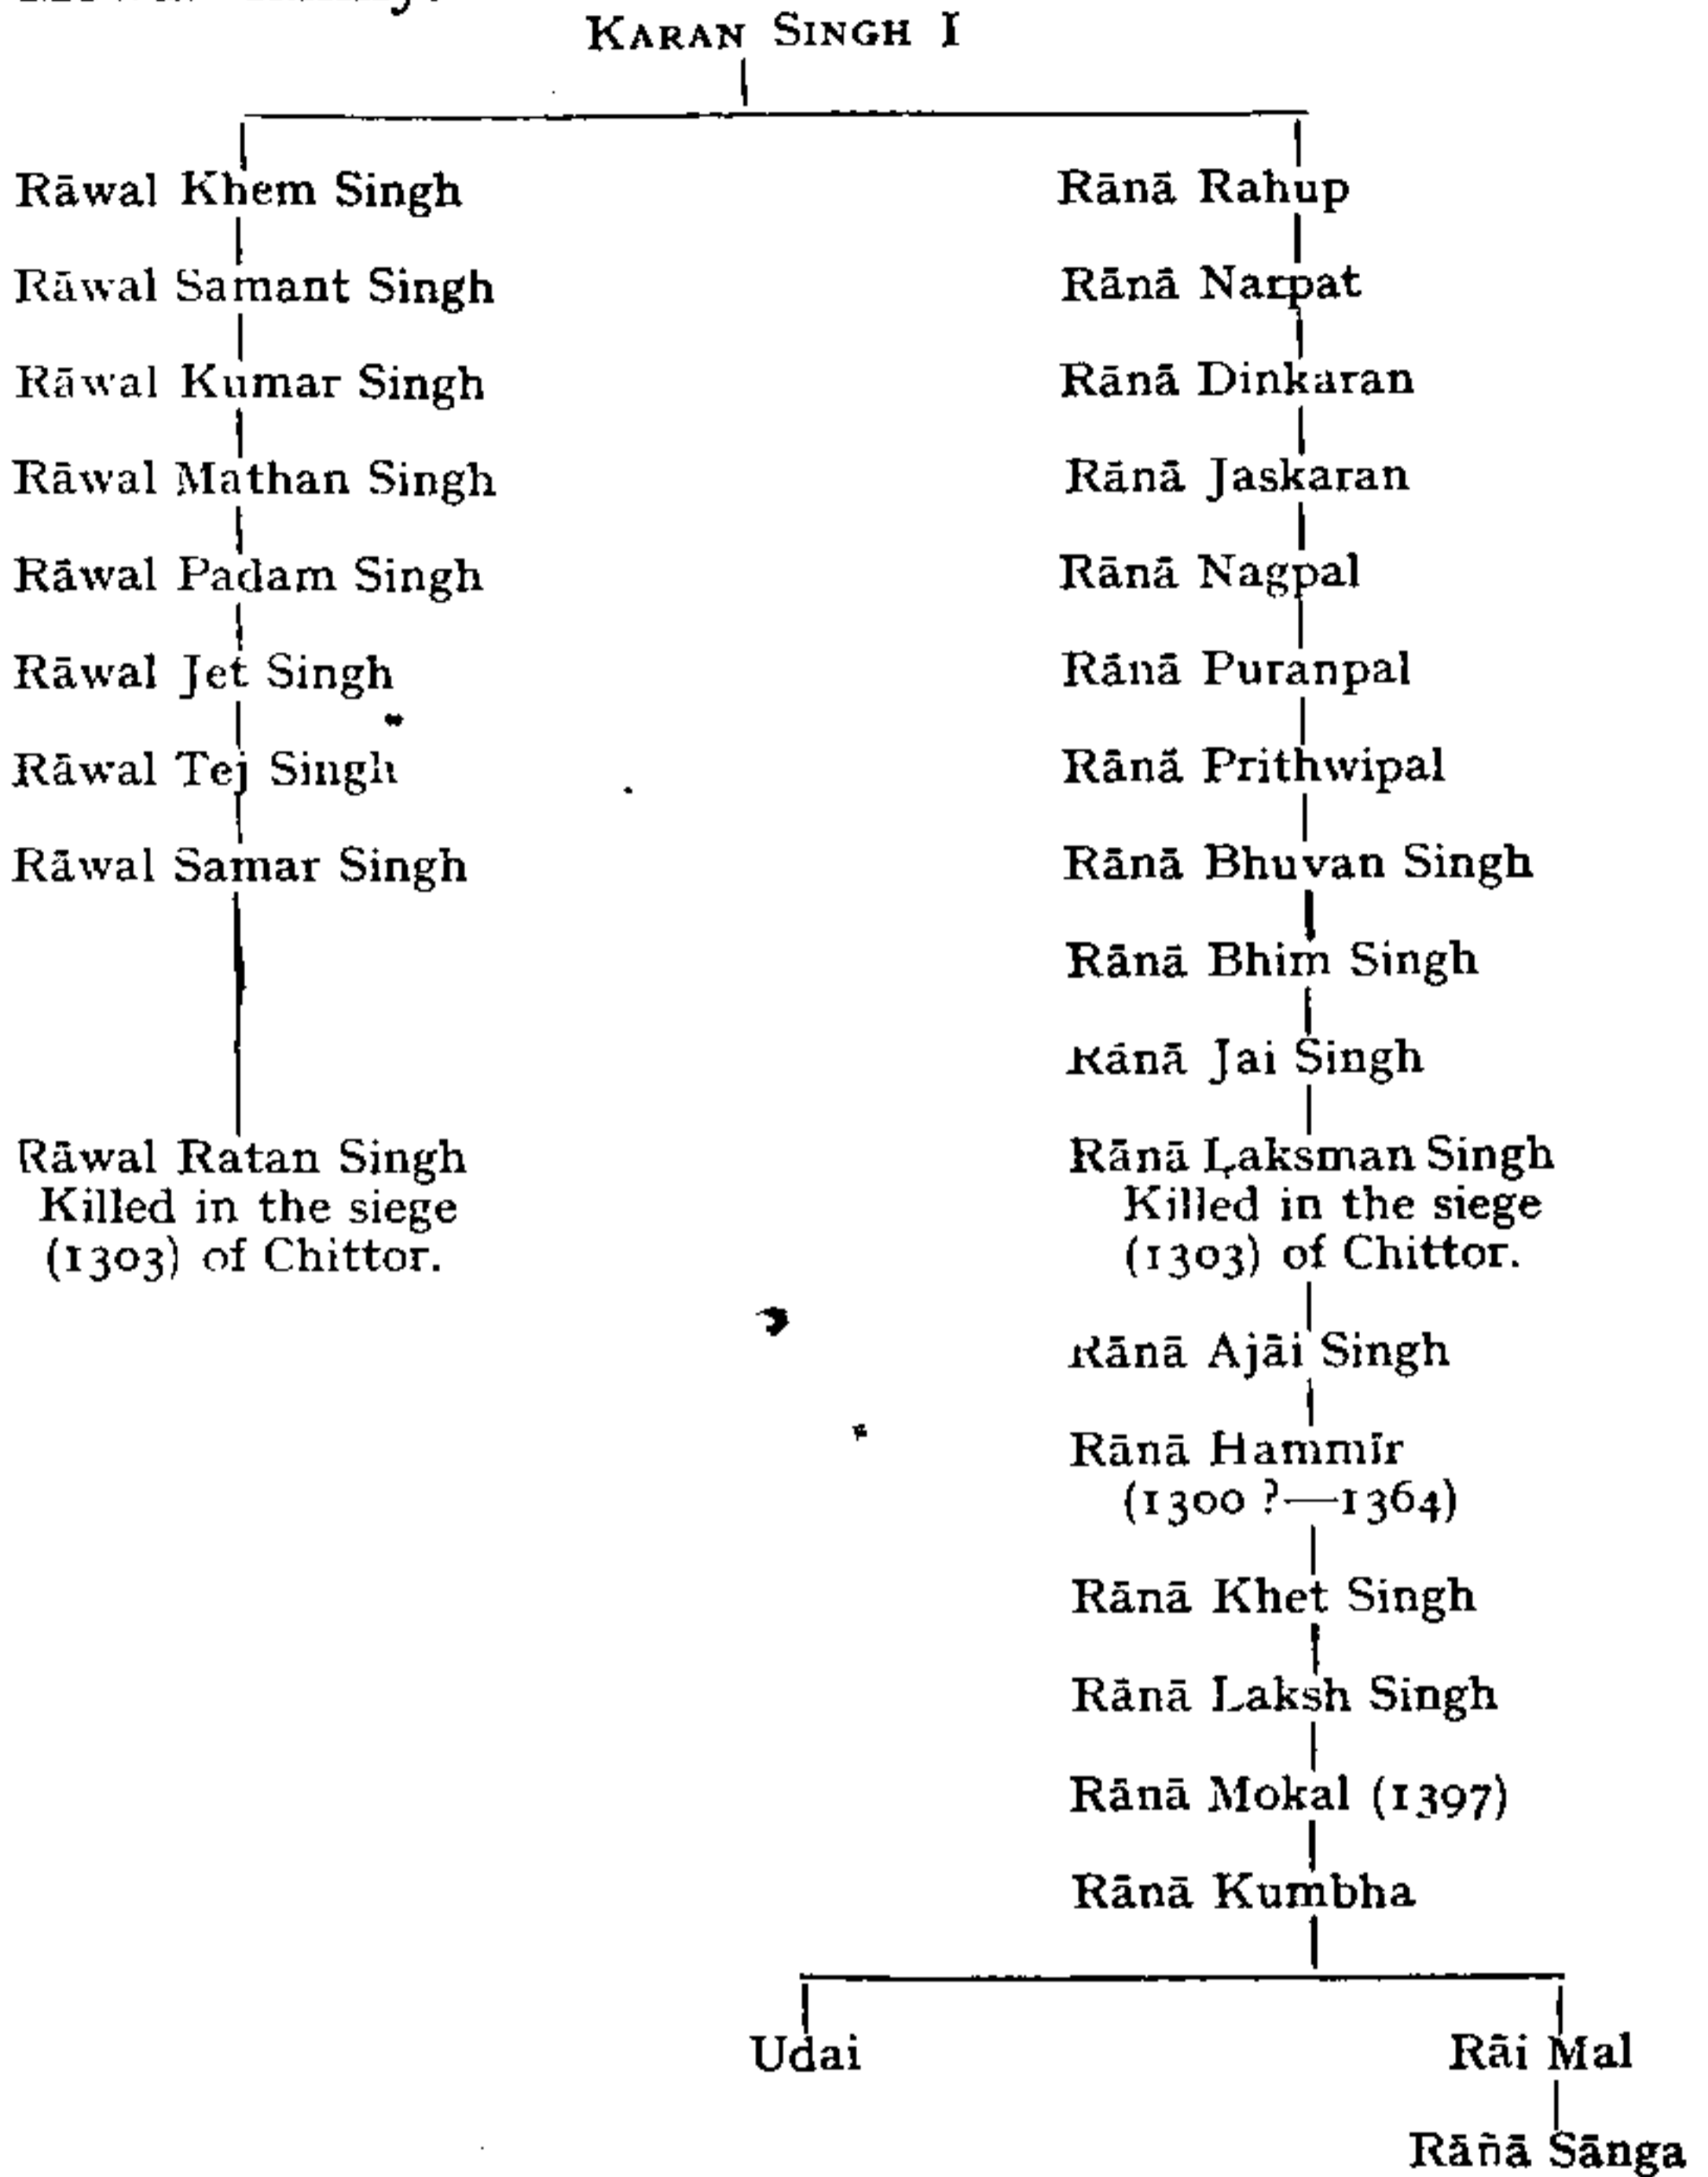 KARAN SINGH I
Rāwal Khem Singh
Rāwal Samant Singh
Rāwal Kumar Singh
Rāwal Mathan Singh
Rāwal Padam Singh
Rāwal Jet Singh
Rāwal Tej Singh
Rāwal Samar Singh
Rāwal Ratan Singh
Killed in the siege
(1303) of Chittor.
Rānā Rahup
Rānā Narpat
Rānā Dinkaran
Rānā Jaskaran
Rānā Nagpal
Rānā Puranpal
Rānā Prithwipal
Rānā Bhuvan Singh
Rānā Bhim Singh
Rānā Jai Singh
Rānā Laksman Singh
Killed in the siege
(1303) of Chittor.
Rānā Ajāi Singh
Rānā Hammīr
(1300 ?—1364)
Rānā Khet Singh
Rānā Laksh Singh
Rānā Mokal (1397)
Rānā Kumbha
Udai
Rāi Mal
Rāñā Sānga